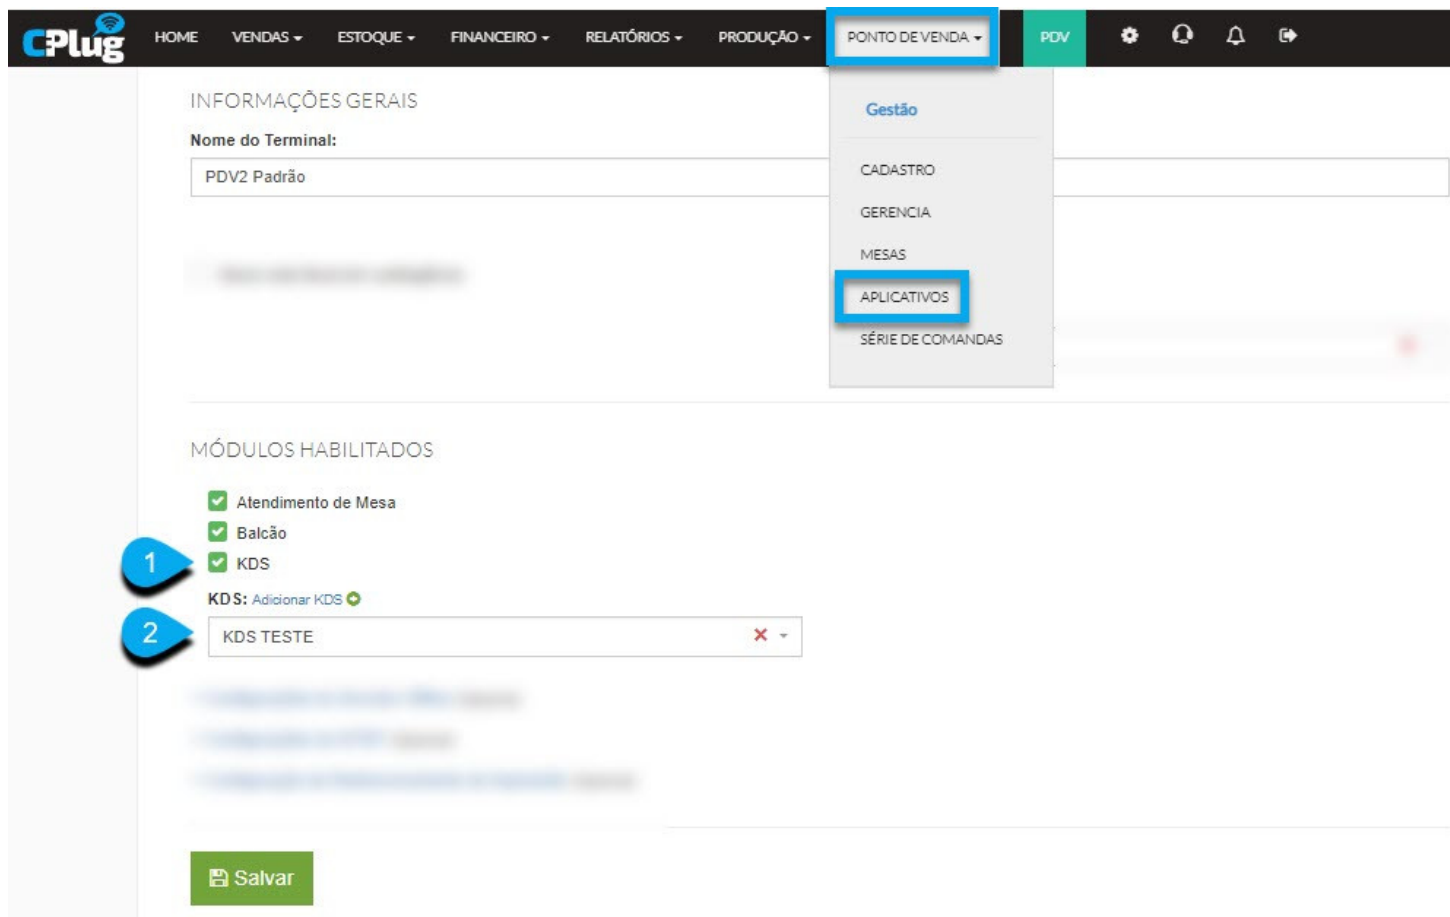 CPlug HOME VENDAS ESTOQUE FINANCEIRO RELATÓRIOS PRODUÇÃO PONTO DE VENDA PDV
Gestão
CADASTRO
GERENCIA
MESAS
APLICATIVOS
SÉRIE DE COMANDAS
INFORMAÇÕES GERAIS
Nome do Terminal:
PDV2 Padrão
MÓDULOS HABILITADOS
Atendimento de Mesa
Balcão
1 KDS
KDS: Adicionar KDS
2 KDS TESTE
Salvar